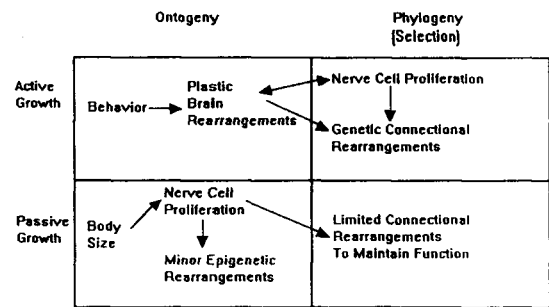 Ontogeny
Phylogeny
(Selection)
Active
Growth
Behavior
Plastic
Brain
Rearrangements
Nerve Cell Proliferation
Genetic Connectional
Rearrangements
Passive
Growth
Body
Size
Nerve Cell
Proliferation
Minor Epigenetic
Rearrangements
Limited Connectional
Rearrangements
To Maintain Function